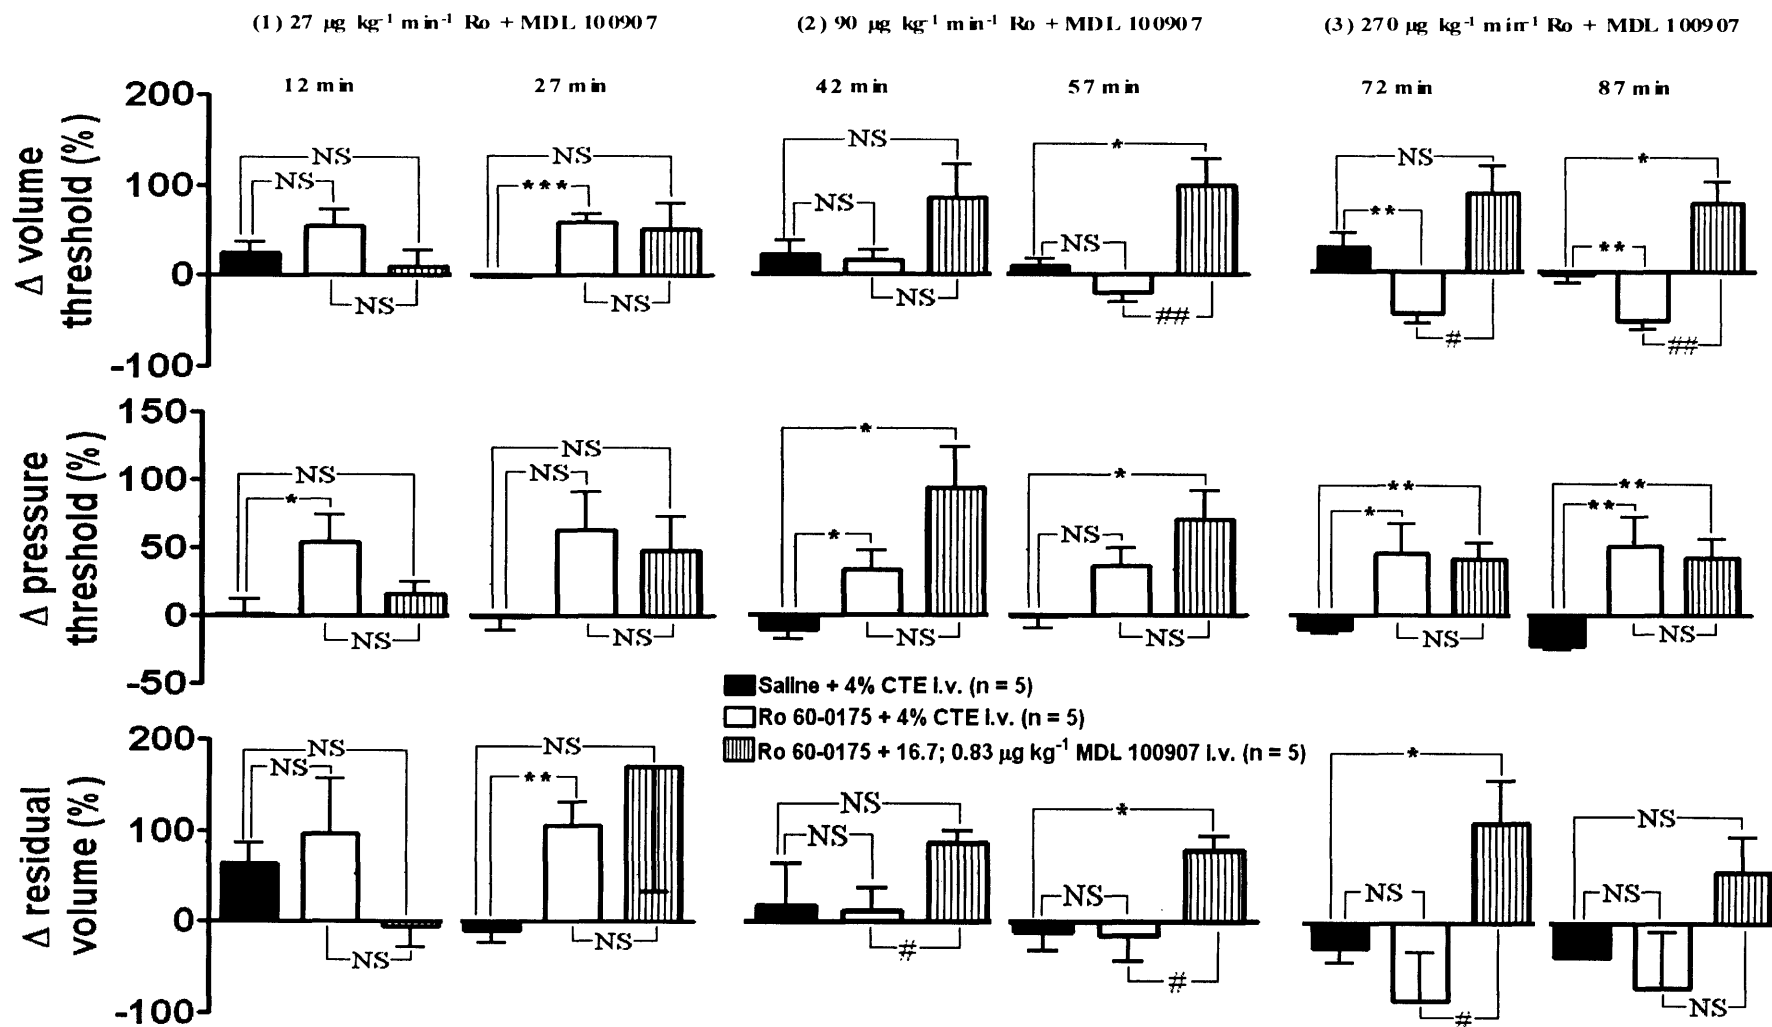 (1) 27 µg kg⁻¹ min⁻¹ Ro + MDL 100907 (2) 90 µg kg⁻¹ min⁻¹ Ro + MDL 100907 (3) 270 µg kg⁻¹ min⁻¹ Ro + MDL 100907
12 min 27 min 42 min 57 min 72 min 87 min
Δ volume
threshold (%)
200
100
0
-100
NS NS NS
NS *** NS
NS NS NS
* NS ##
NS ** #
* ** ##
Δ pressure
threshold (%)
150
100
50
0
-50
NS * NS
NS NS NS
* * NS
* NS NS
** * NS
** ** NS
Saline + 4% CTE i.v. (n = 5)
Ro 60-0175 + 4% CTE i.v. (n = 5)
Ro 60-0175 + 16.7; 0.83 µg kg⁻¹ MDL 100907 i.v. (n = 5)
Δ residual
volume (%)
200
100
0
-100
NS NS NS
NS ** NS
NS NS #
* NS #
* NS #
NS NS NS